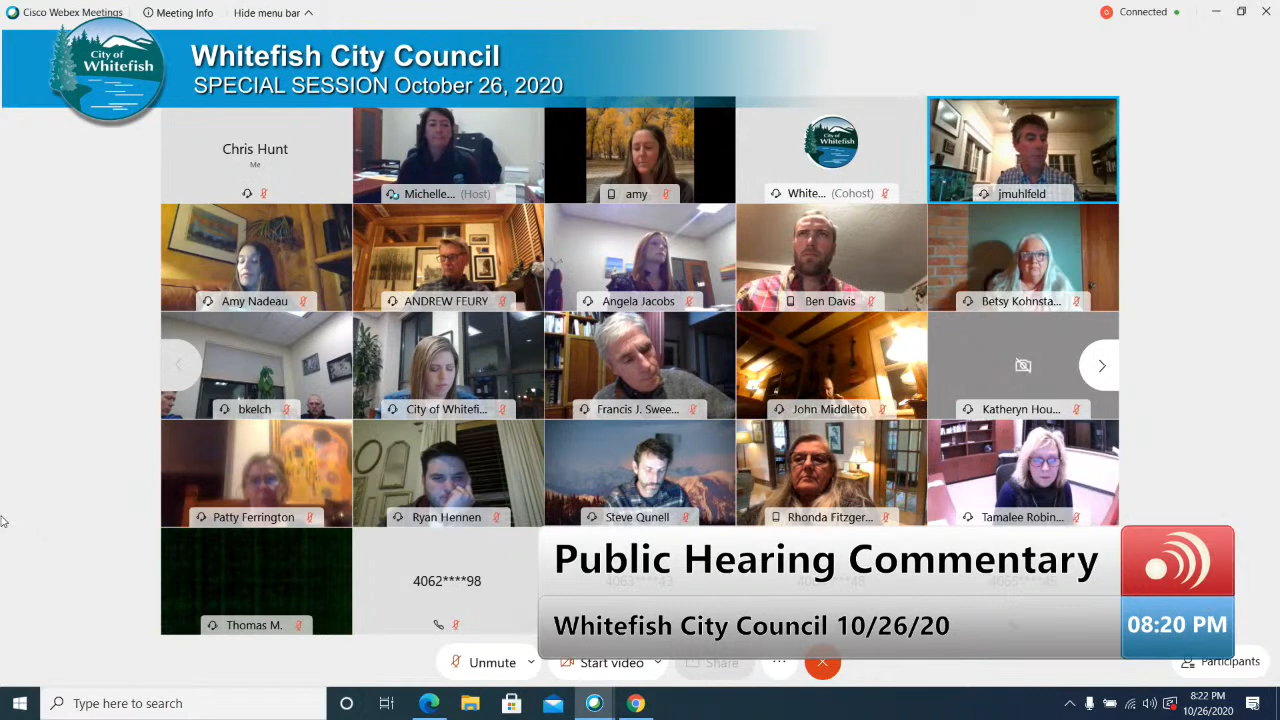 Cisco Webex Meetings
Meeting Info
Hide menu bar
Connected
City of
Whitefish
Whitefish City Council
SPECIAL SESSION October 26, 2020
Chris Hunt
Me
Michelle... (Host)
amy
City of
Whitefish
White... (Cohost)
jmuhlfeld
Amy Nadeau
ANDREW FEURY
Angela Jacobs
Ben Davis
Betsy Kohnsta...
bkelch
City of Whitefi...
Francis J. Swee...
John Middleto
Katheryn Hou...
Patty Ferrington
Ryan Hennen
Steve Qunell
Rhonda Fitzger...
Tamalee Robin...
Thomas M.
4062****98
Public Hearing Commentary
Whitefish City Council 10/26/20
08:20 PM
Unmute
Start video
Share
Participants
Type here to search
8:22 PM
10/26/2020